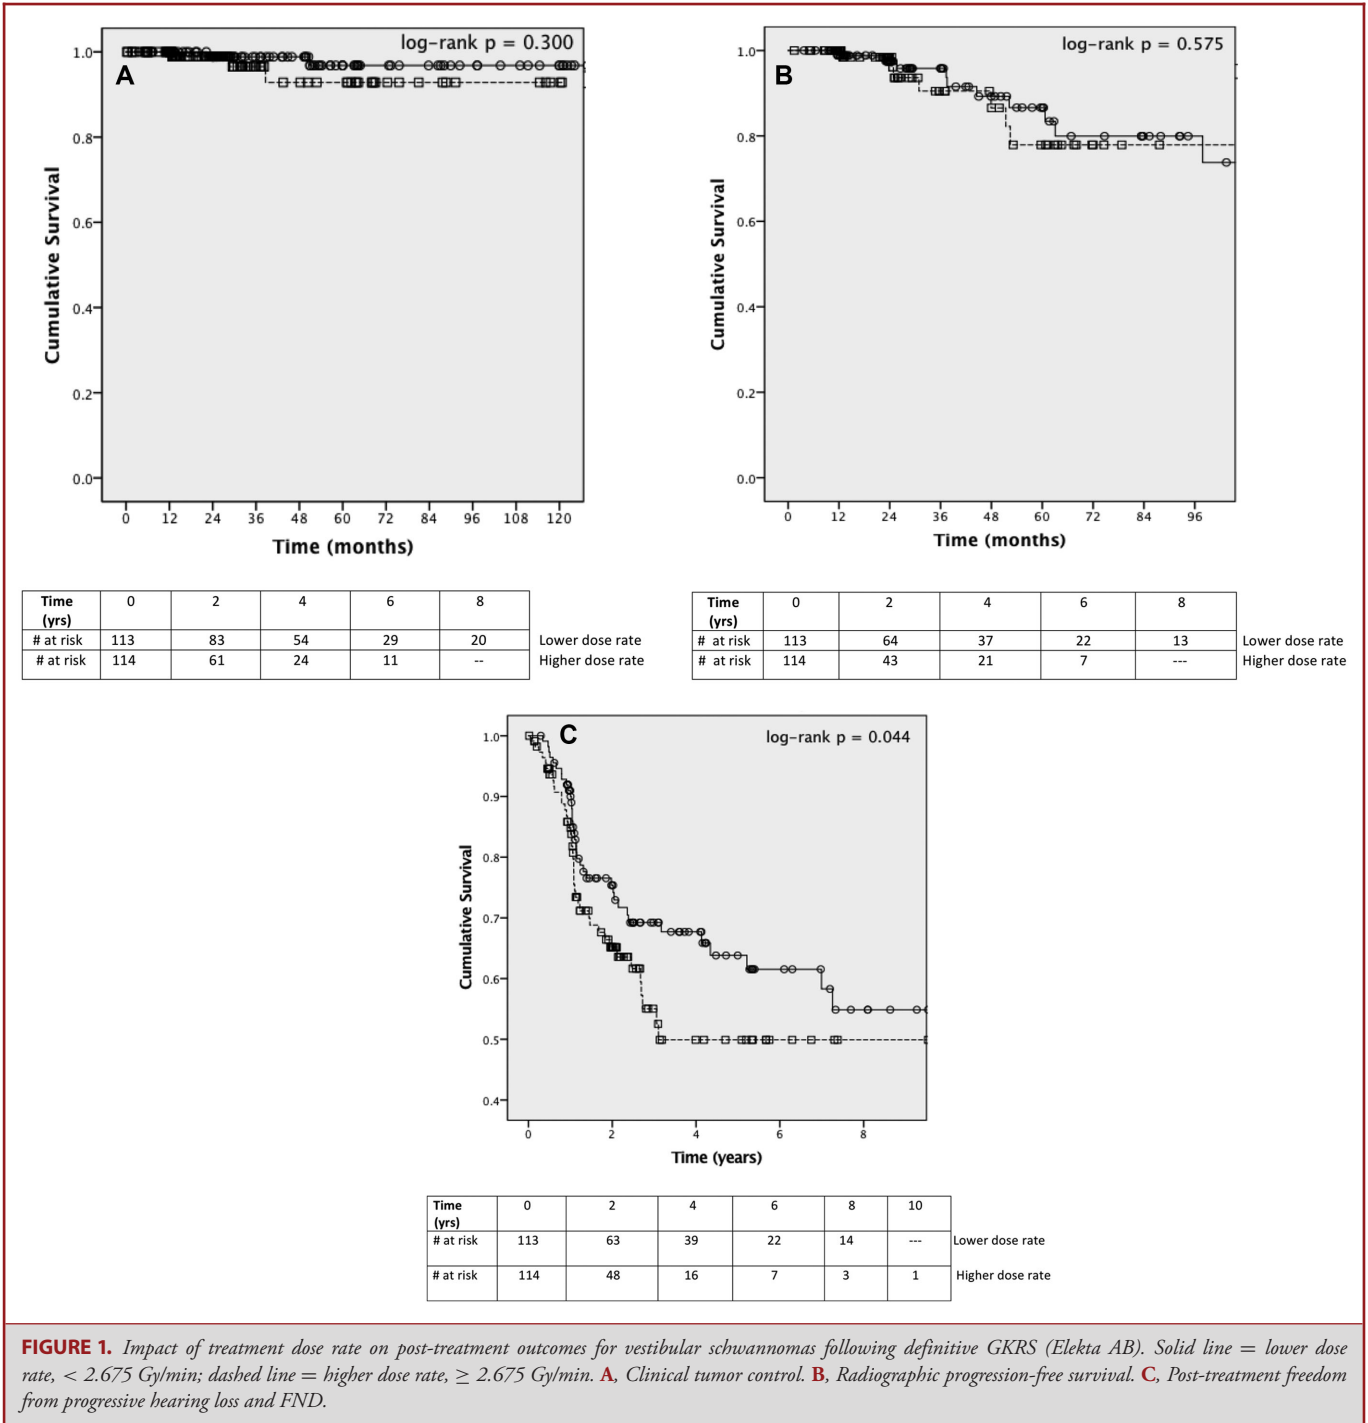 log-rank p = 0.300
A
1.0
0.8
0.6
0.4
0.2
0.0
Cumulative Survival
0 12 24 36 48 60 72 84 96 108 120
Time (months)
log-rank p = 0.575
B
1.0
0.8
0.6
0.4
0.2
0.0
Cumulative Survival
0 12 24 36 48 60 72 84 96
Time (months)
Time (yrs) 0 2 4 6 8
# at risk 113 83 54 29 20 Lower dose rate
# at risk 114 61 24 11 -- Higher dose rate
Time (yrs) 0 2 4 6 8
# at risk 113 64 37 22 13 Lower dose rate
# at risk 114 43 21 7 --- Higher dose rate
C
log-rank p = 0.044
1.0
0.9
0.8
0.7
0.6
0.5
0.4
Cumulative Survival
0 2 4 6 8
Time (years)
Time (yrs) 0 2 4 6 8 10
# at risk 113 63 39 22 14 --- Lower dose rate
# at risk 114 48 16 7 3 1 Higher dose rate
FIGURE 1. Impact of treatment dose rate on post-treatment outcomes for vestibular schwannomas following definitive GKRS (Elekta AB). Solid line = lower dose
rate, < 2.675 Gy/min; dashed line = higher dose rate, ≥ 2.675 Gy/min. A, Clinical tumor control. B, Radiographic progression-free survival. C, Post-treatment freedom
from progressive hearing loss and FND.